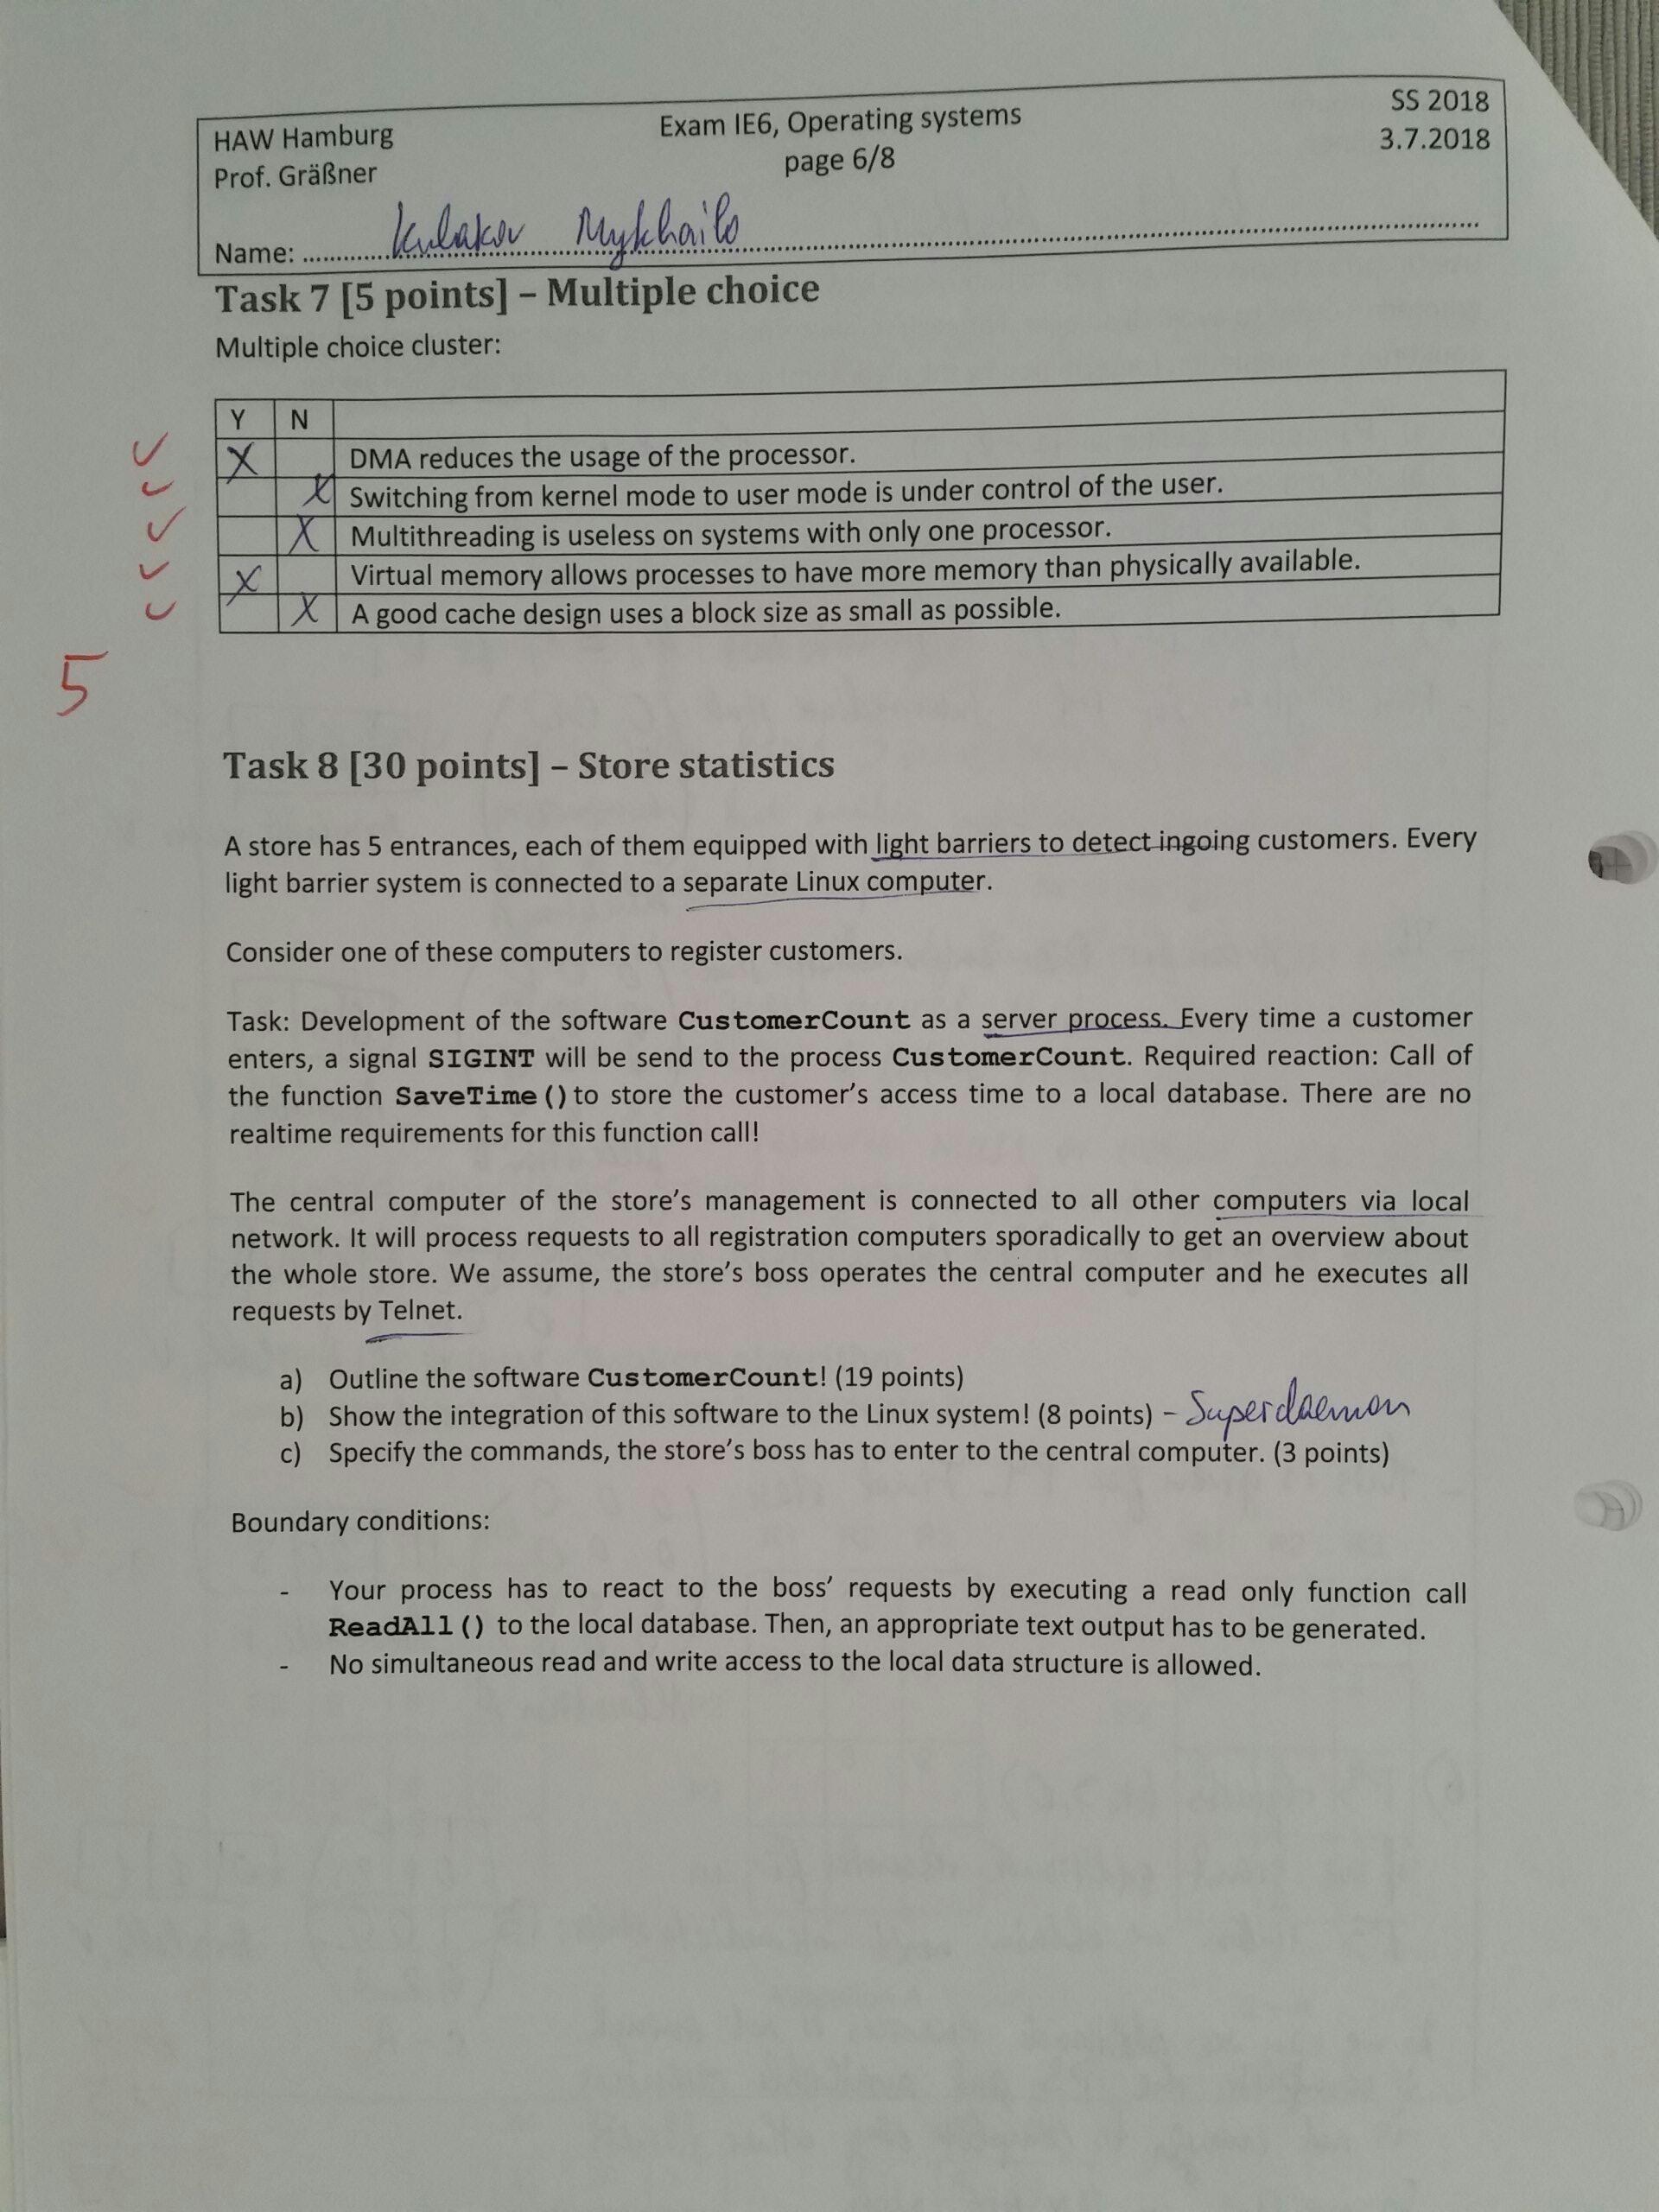 HAW Hamburg Exam IE6, Operating systems SS 2018
Prof. Gräßner page 6/8 3.7.2018
Name: Kulakov Mykhailo
Task 7 [5 points] – Multiple choice
Multiple choice cluster:
Y N
X DMA reduces the usage of the processor.
X Switching from kernel mode to user mode is under control of the user.
X Multithreading is useless on systems with only one processor.
X Virtual memory allows processes to have more memory than physically available.
X A good cache design uses a block size as small as possible.
5
Task 8 [30 points] – Store statistics
A store has 5 entrances, each of them equipped with light barriers to detect ingoing customers. Every
light barrier system is connected to a separate Linux computer.
Consider one of these computers to register customers.
Task: Development of the software CustomerCount as a server process. Every time a customer
enters, a signal SIGINT will be send to the process CustomerCount. Required reaction: Call of
the function SaveTime() to store the customer's access time to a local database. There are no
realtime requirements for this function call!
The central computer of the store's management is connected to all other computers via local
network. It will process requests to all registration computers sporadically to get an overview about
the whole store. We assume, the store's boss operates the central computer and he executes all
requests by Telnet.
a) Outline the software CustomerCount! (19 points)
b) Show the integration of this software to the Linux system! (8 points) – Superdaemon
c) Specify the commands, the store's boss has to enter to the central computer. (3 points)
Boundary conditions:
- Your process has to react to the boss' requests by executing a read only function call
ReadAll() to the local database. Then, an appropriate text output has to be generated.
- No simultaneous read and write access to the local data structure is allowed.